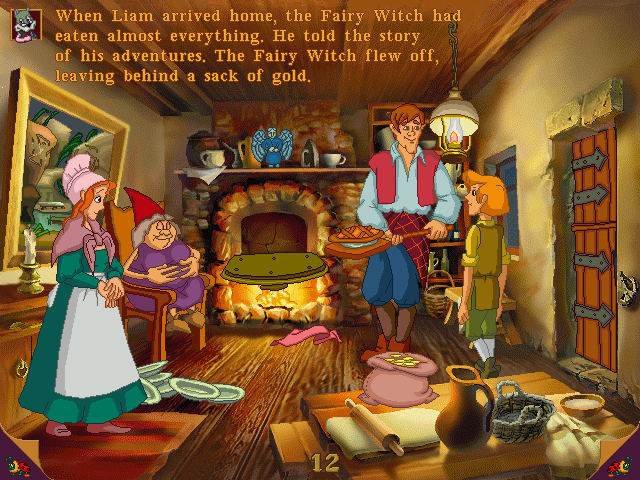 When Liam arrived home, the Fairy Witch had
eaten almost everything. He told the story
of his adventures. The Fairy Witch flew off,
leaving behind a sack of gold.
12